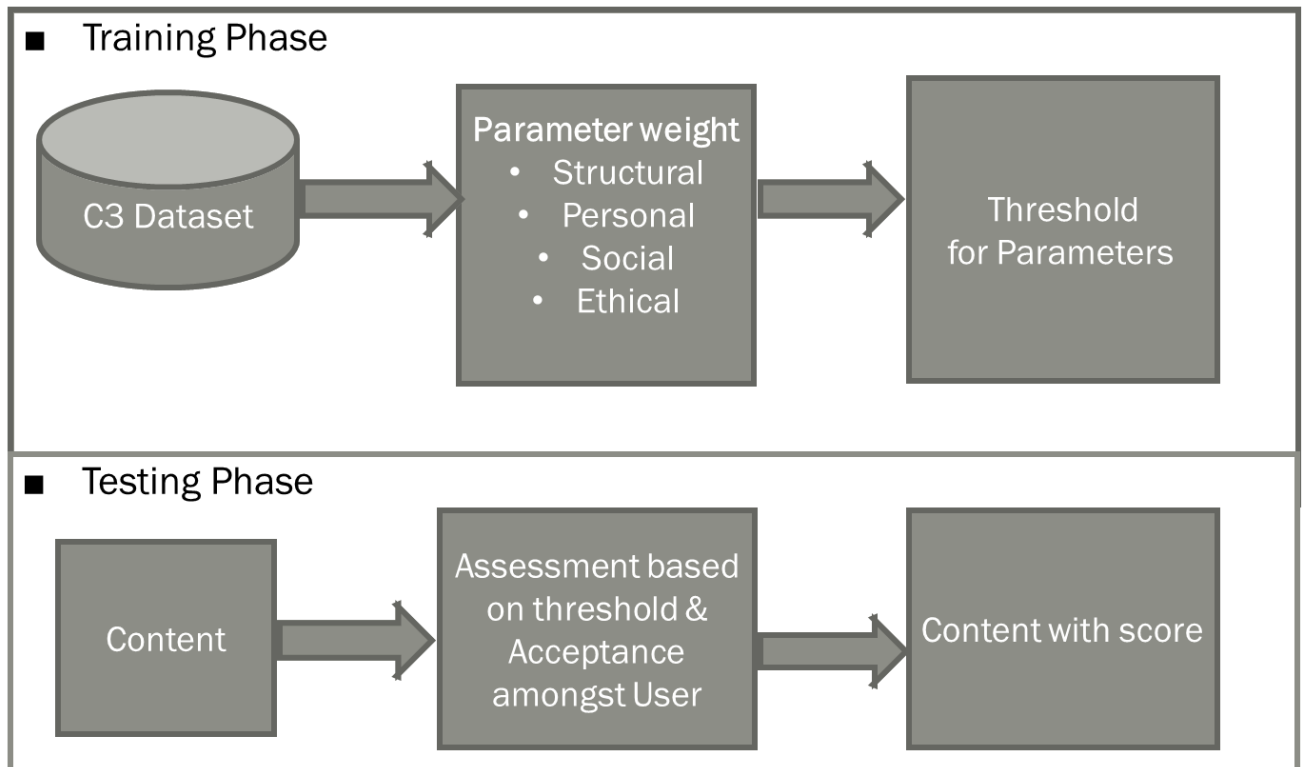 ■ Training Phase
C3 Dataset
Parameter weight
• Structural
• Personal
• Social
• Ethical
Threshold
for Parameters
■ Testing Phase
Content
Assessment based
on threshold &
Acceptance
amongst User
Content with score